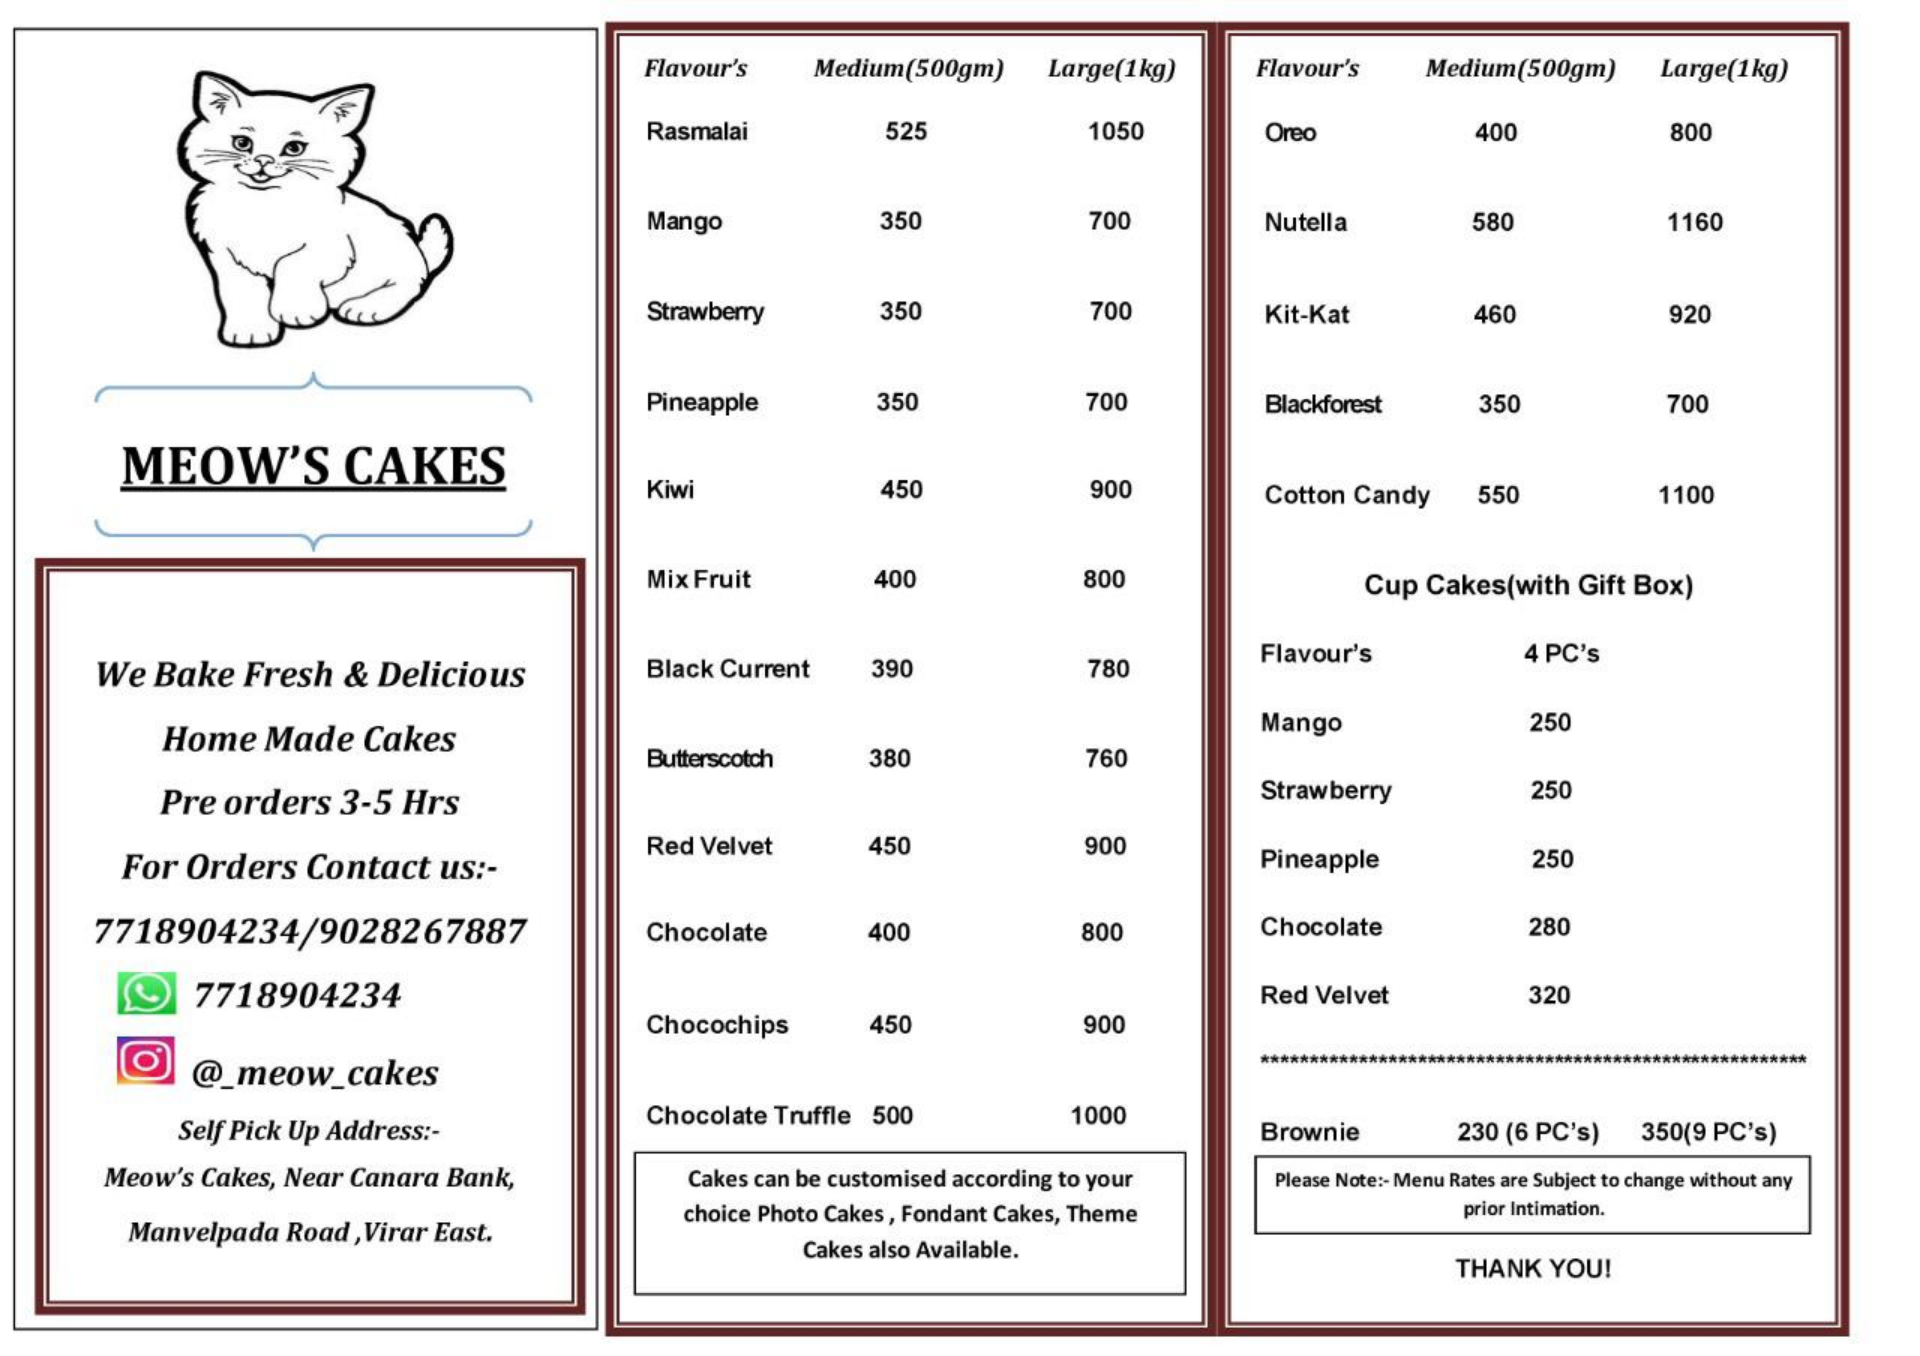 MEOW'S CAKES
We Bake Fresh & Delicious
Home Made Cakes
Pre orders 3-5 Hrs
For Orders Contact us:-
7718904234/9028267887
7718904234
@_meow_cakes
Self Pick Up Address:-
Meow's Cakes, Near Canara Bank,
Manvelpada Road ,Virar East.
Flavour's Medium(500gm) Large(1kg)
Rasmalai 525 1050
Mango 350 700
Strawberry 350 700
Pineapple 350 700
Kiwi 450 900
Mix Fruit 400 800
Black Current 390 780
Butterscotch 380 760
Red Velvet 450 900
Chocolate 400 800
Chocochips 450 900
Chocolate Truffle 500 1000
Cakes can be customised according to your
choice Photo Cakes , Fondant Cakes, Theme
Cakes also Available.
Flavour's Medium(500gm) Large(1kg)
Oreo 400 800
Nutella 580 1160
Kit-Kat 460 920
Blackforest 350 700
Cotton Candy 550 1100
Cup Cakes(with Gift Box)
Flavour's 4 PC's
Mango 250
Strawberry 250
Pineapple 250
Chocolate 280
Red Velvet 320
********************************************************
Brownie 230 (6 PC's) 350(9 PC's)
Please Note:- Menu Rates are Subject to change without any
prior Intimation.
THANK YOU!